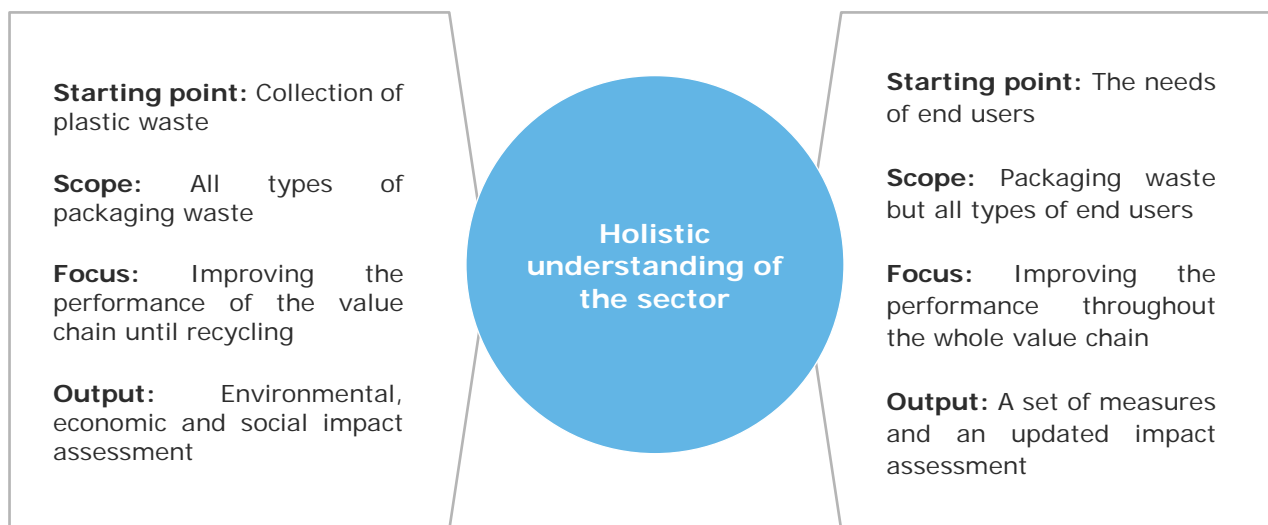 Starting point: Collection of
plastic waste
Scope: All types of
packaging waste
Focus: Improving the
performance of the value
chain until recycling
Output: Environmental,
economic and social impact
assessment
Holistic
understanding of
the sector
Starting point: The needs
of end users
Scope: Packaging waste
but all types of end users
Focus: Improving the
performance throughout
the whole value chain
Output: A set of measures
and an updated impact
assessment